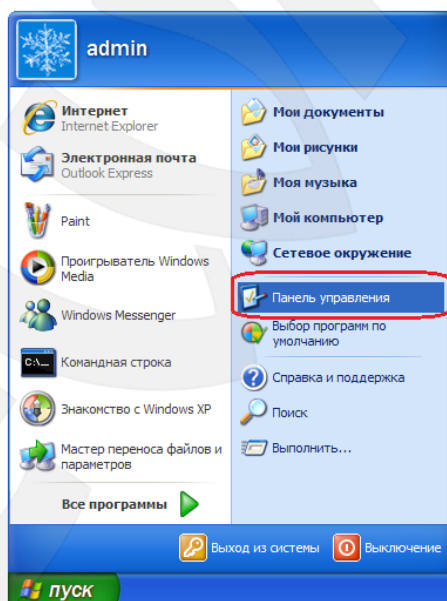 admin
Интернет
Internet Explorer
Электронная почта
Outlook Express
Paint
Проигрыватель Windows
Media
Windows Messenger
C:\_
Командная строка
Знакомство с Windows XP
Мастер переноса файлов и
параметров
Все программы
Мои документы
Мои рисунки
Моя музыка
Мой компьютер
Сетевое окружение
Панель управления
Выбор программ по
умолчанию
Справка и поддержка
Поиск
Выполнить...
Выход из системы
Выключение
пуск